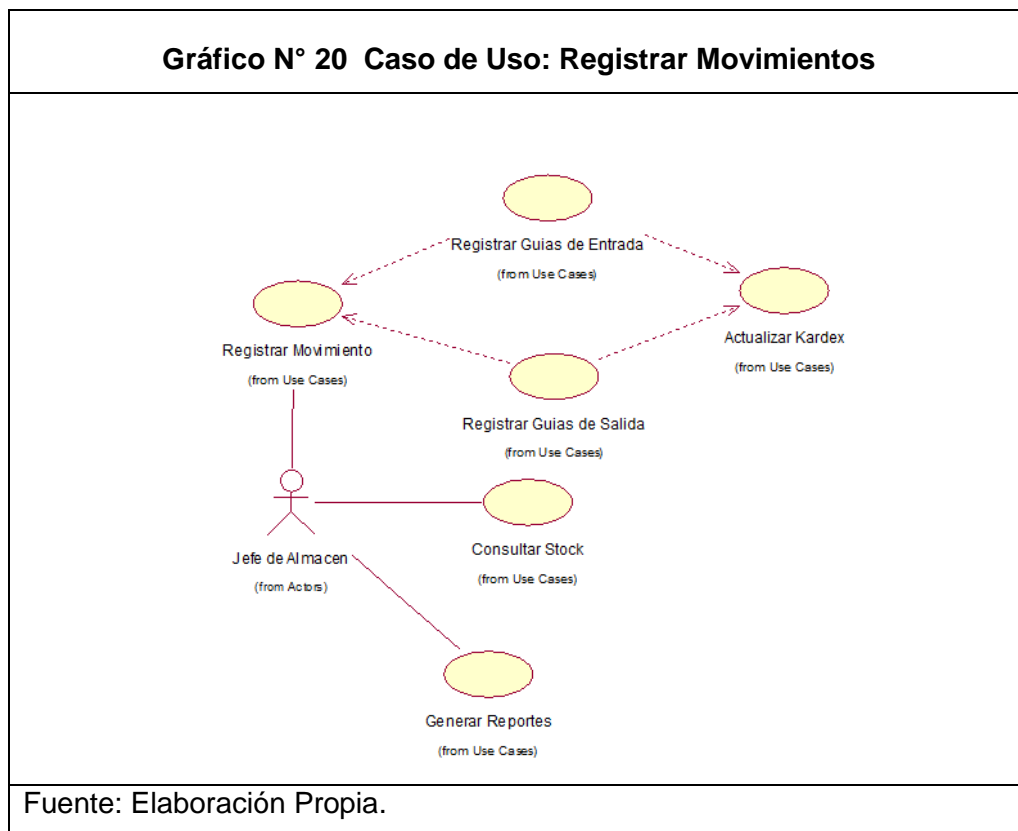 Gráfico N° 20 Caso de Uso: Registrar Movimientos
Registrar Guias de Entrada
(from Use Cases)
Actualizar Kardex
(from Use Cases)
Registrar Movimiento
(from Use Cases)
Registrar Guias de Salida
(from Use Cases)
Consultar Stock
(from Use Cases)
Jefe de Almacen
(from Actors)
Generar Reportes
(from Use Cases)
Fuente: Elaboración Propia.